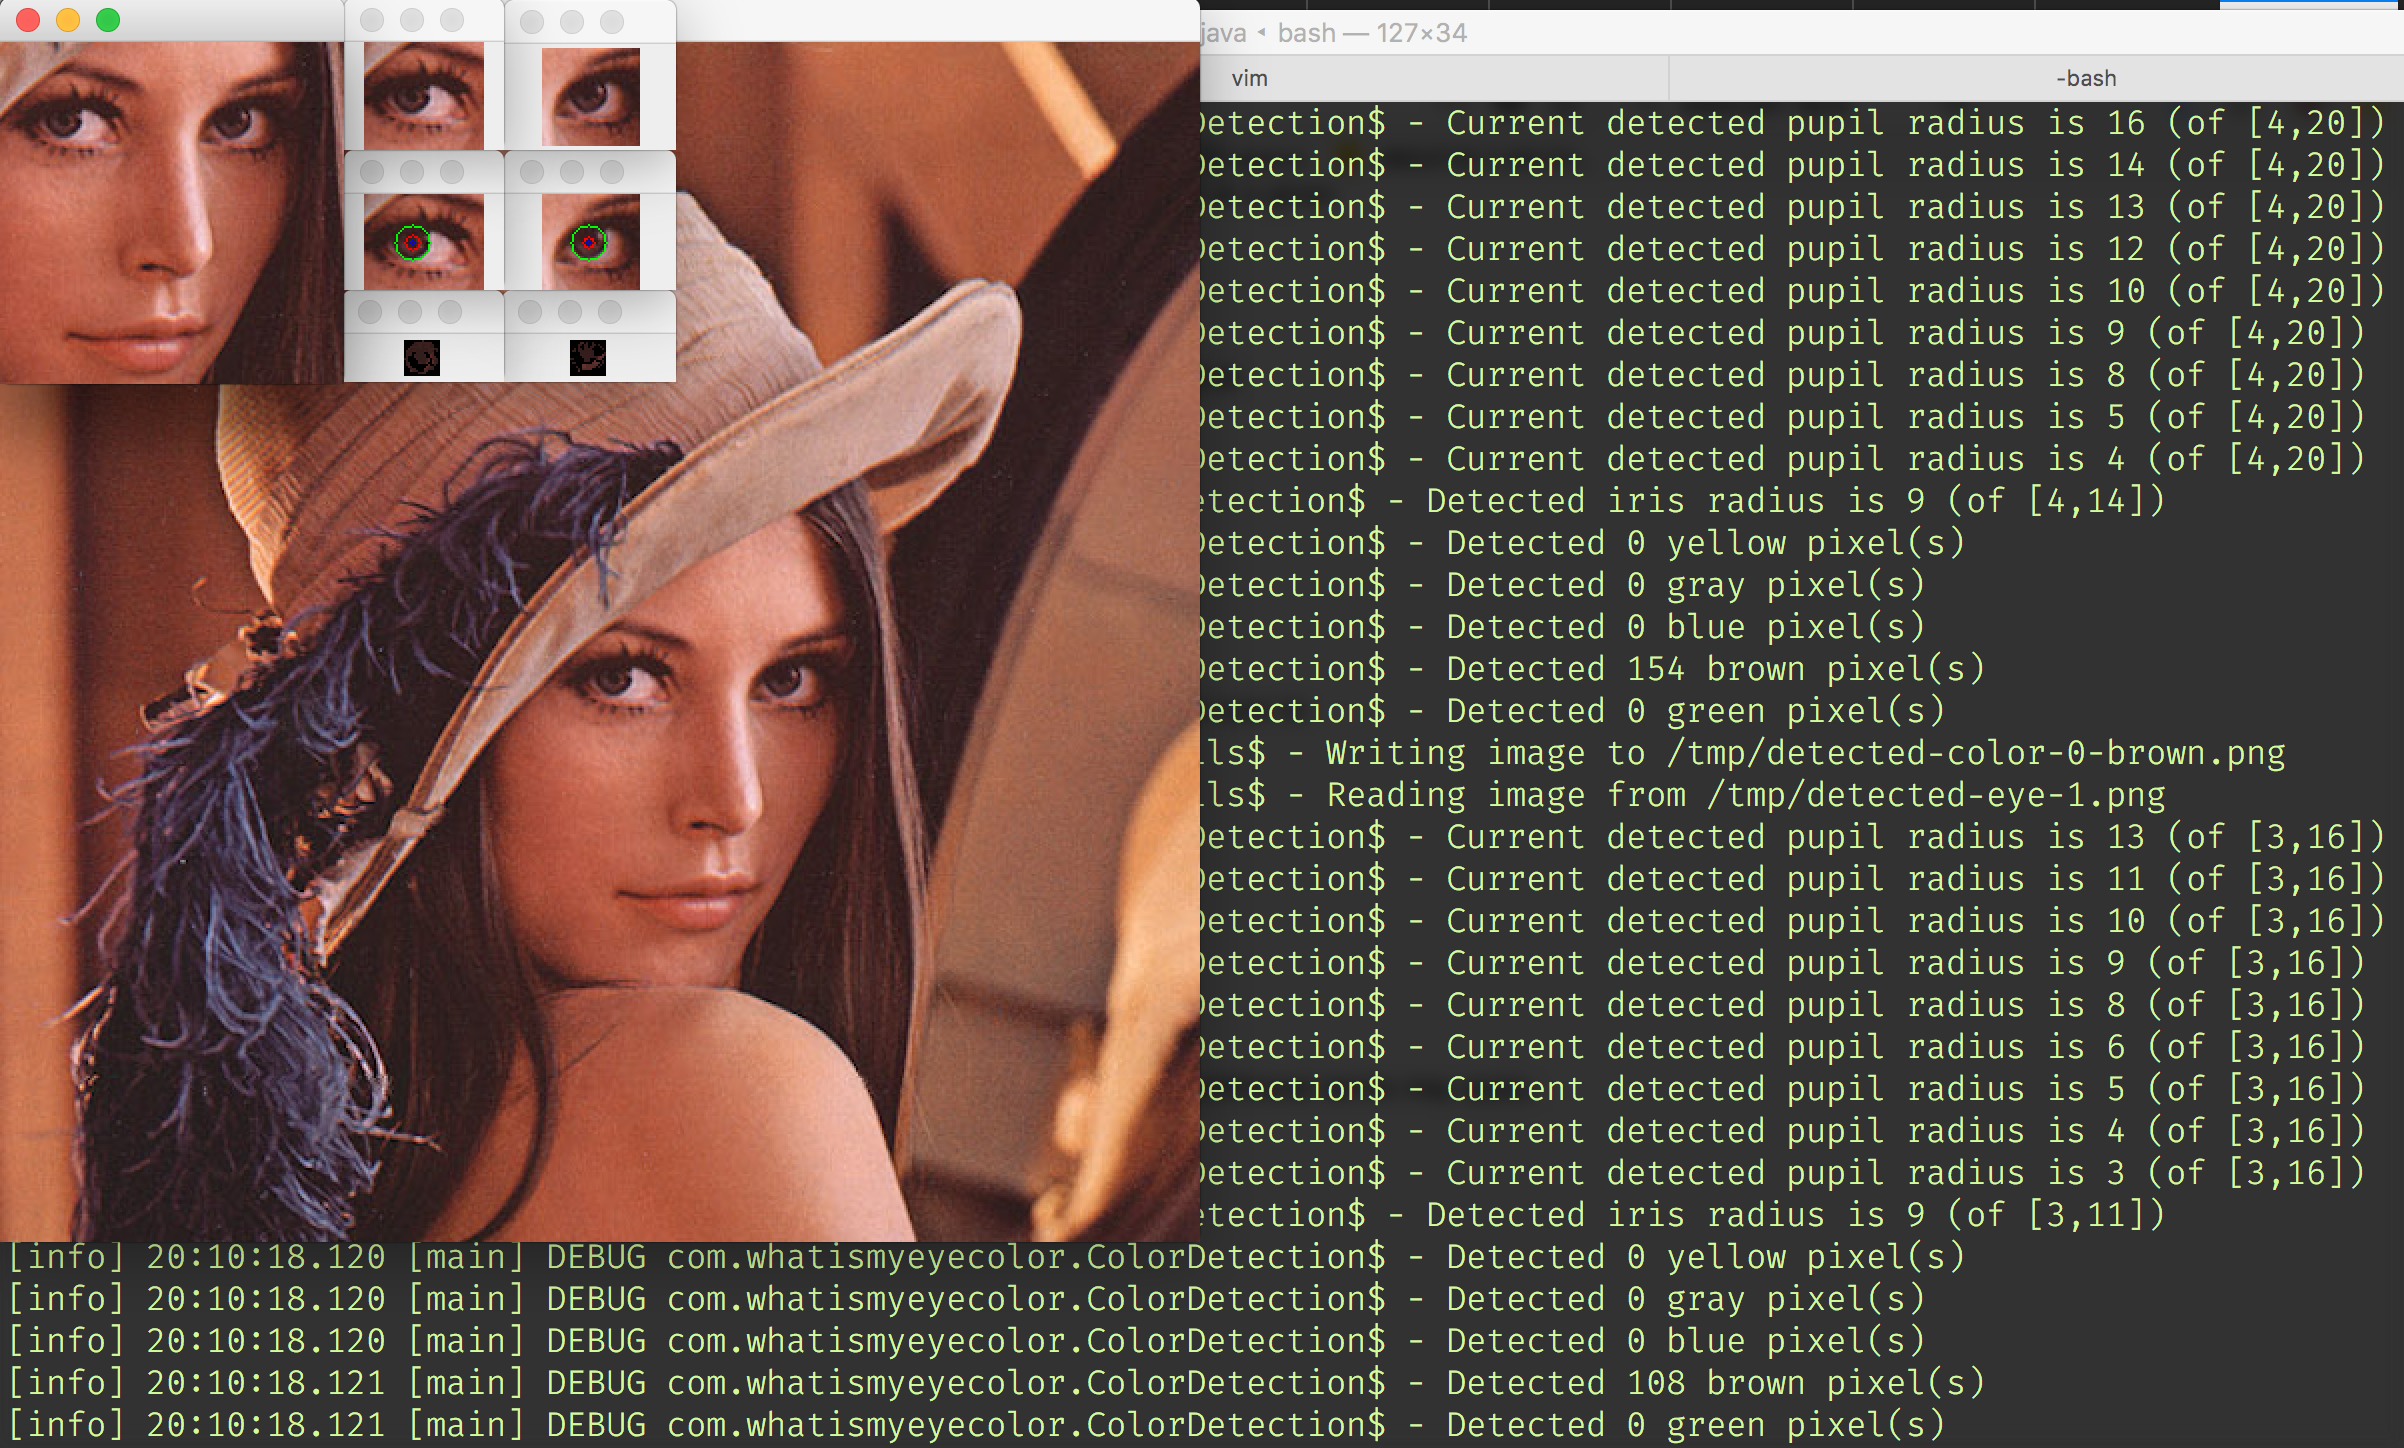 java ◂ bash — 127×34
vim
-bash
etection$ - Current detected pupil radius is 16 (of [4,20])
etection$ - Current detected pupil radius is 14 (of [4,20])
etection$ - Current detected pupil radius is 13 (of [4,20])
etection$ - Current detected pupil radius is 12 (of [4,20])
etection$ - Current detected pupil radius is 10 (of [4,20])
etection$ - Current detected pupil radius is 9 (of [4,20])
etection$ - Current detected pupil radius is 8 (of [4,20])
etection$ - Current detected pupil radius is 5 (of [4,20])
etection$ - Current detected pupil radius is 4 (of [4,20])
etection$ - Detected iris radius is 9 (of [4,14])
etection$ - Detected 0 yellow pixel(s)
etection$ - Detected 0 gray pixel(s)
etection$ - Detected 0 blue pixel(s)
etection$ - Detected 154 brown pixel(s)
etection$ - Detected 0 green pixel(s)
ls$ - Writing image to /tmp/detected-color-0-brown.png
ls$ - Reading image from /tmp/detected-eye-1.png
etection$ - Current detected pupil radius is 13 (of [3,16])
etection$ - Current detected pupil radius is 11 (of [3,16])
etection$ - Current detected pupil radius is 10 (of [3,16])
etection$ - Current detected pupil radius is 9 (of [3,16])
etection$ - Current detected pupil radius is 8 (of [3,16])
etection$ - Current detected pupil radius is 6 (of [3,16])
etection$ - Current detected pupil radius is 5 (of [3,16])
etection$ - Current detected pupil radius is 4 (of [3,16])
etection$ - Current detected pupil radius is 3 (of [3,16])
etection$ - Detected iris radius is 9 (of [3,11])
[info] 20:10:18.120 [main] DEBUG com.whatismyeyecolor.ColorDetection$ - Detected 0 yellow pixel(s)
[info] 20:10:18.120 [main] DEBUG com.whatismyeyecolor.ColorDetection$ - Detected 0 gray pixel(s)
[info] 20:10:18.120 [main] DEBUG com.whatismyeyecolor.ColorDetection$ - Detected 0 blue pixel(s)
[info] 20:10:18.121 [main] DEBUG com.whatismyeyecolor.ColorDetection$ - Detected 108 brown pixel(s)
[info] 20:10:18.121 [main] DEBUG com.whatismyeyecolor.ColorDetection$ - Detected 0 green pixel(s)